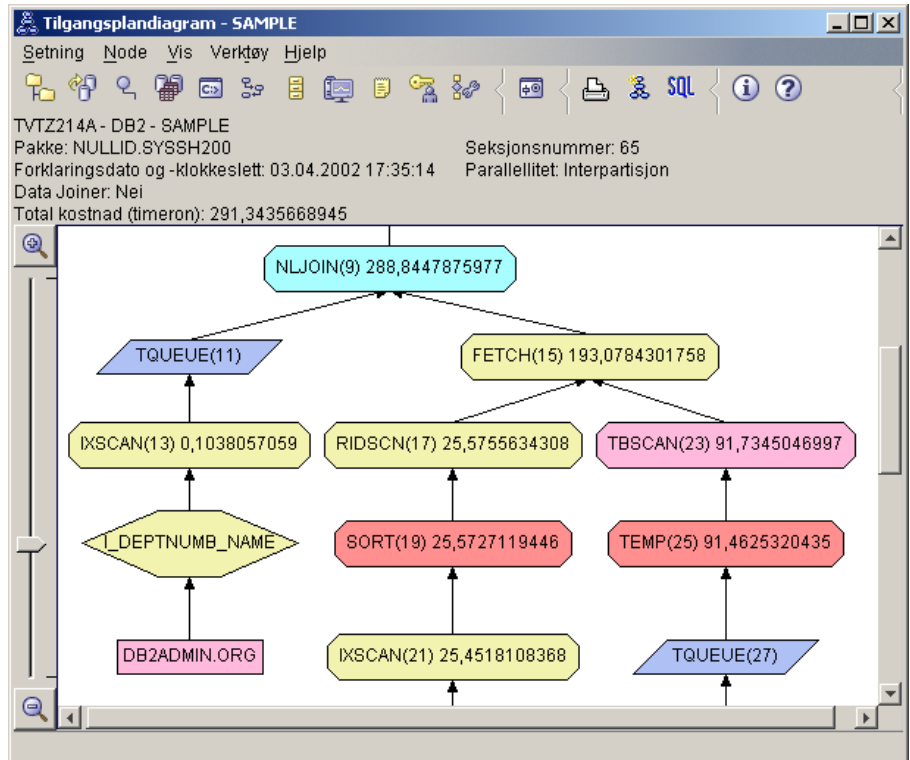 Tilgangsplandiagram - SAMPLE
Setning Node Vis Verktøy Hjelp
SQL
TVTZ214A - DB2 - SAMPLE
Pakke: NULLID.SYSSH200 Seksjonsnummer: 65
Forklaringsdato og -klokkeslett: 03.04.2002 17:35:14 Parallellitet: Interpartisjon
Data Joiner: Nei
Total kostnad (timeron): 291,3435668945
NLJOIN(9) 288,8447875977
TQUEUE(11) FETCH(15) 193,0784301758
IXSCAN(13) 0,1038057059 RIDSCN(17) 25,5755634308 TBSCAN(23) 91,7345046997
I_DEPTNUMB_NAME SORT(19) 25,5727119446 TEMP(25) 91,4625320435
DB2ADMIN.ORG IXSCAN(21) 25,4518108368 TQUEUE(27)